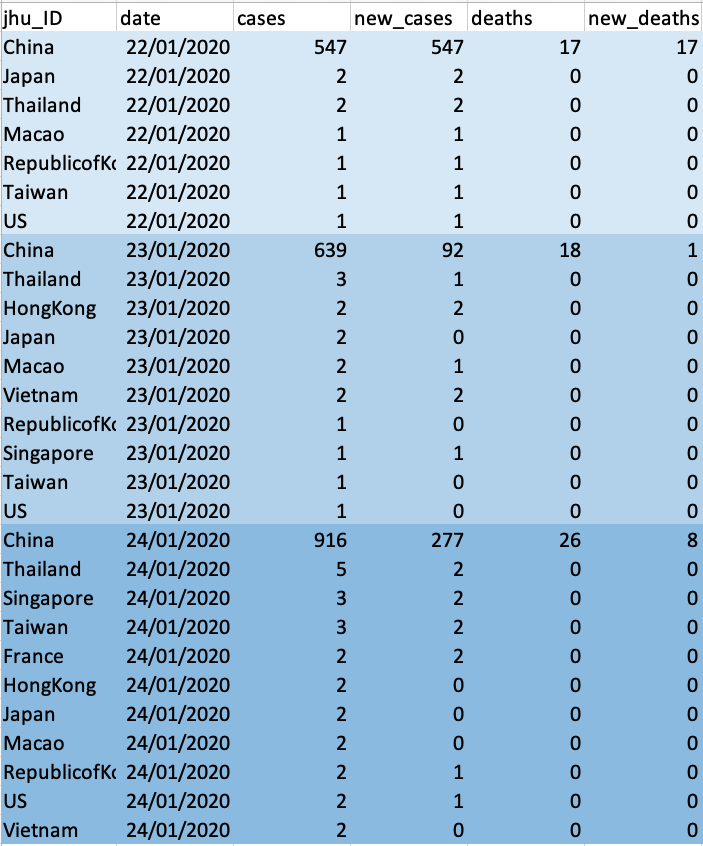 jhu_ID date cases new_cases deaths new_deaths
China 22/01/2020 547 547 17 17
Japan 22/01/2020 2 2 0 0
Thailand 22/01/2020 2 2 0 0
Macao 22/01/2020 1 1 0 0
RepublicofKo 22/01/2020 1 1 0 0
Taiwan 22/01/2020 1 1 0 0
US 22/01/2020 1 1 0 0
China 23/01/2020 639 92 18 1
Thailand 23/01/2020 3 1 0 0
HongKong 23/01/2020 2 2 0 0
Japan 23/01/2020 2 0 0 0
Macao 23/01/2020 2 1 0 0
Vietnam 23/01/2020 2 2 0 0
RepublicofKo 23/01/2020 1 0 0 0
Singapore 23/01/2020 1 1 0 0
Taiwan 23/01/2020 1 0 0 0
US 23/01/2020 1 0 0 0
China 24/01/2020 916 277 26 8
Thailand 24/01/2020 5 2 0 0
Singapore 24/01/2020 3 2 0 0
Taiwan 24/01/2020 3 2 0 0
France 24/01/2020 2 2 0 0
HongKong 24/01/2020 2 0 0 0
Japan 24/01/2020 2 0 0 0
Macao 24/01/2020 2 0 0 0
RepublicofKo 24/01/2020 2 1 0 0
US 24/01/2020 2 1 0 0
Vietnam 24/01/2020 2 0 0 0